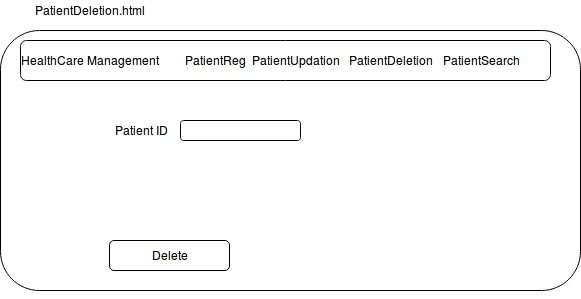 PatientDeletion.html
HealthCare Management PatientReg PatientUpdation PatientDeletion PatientSearch
Patient ID
Delete